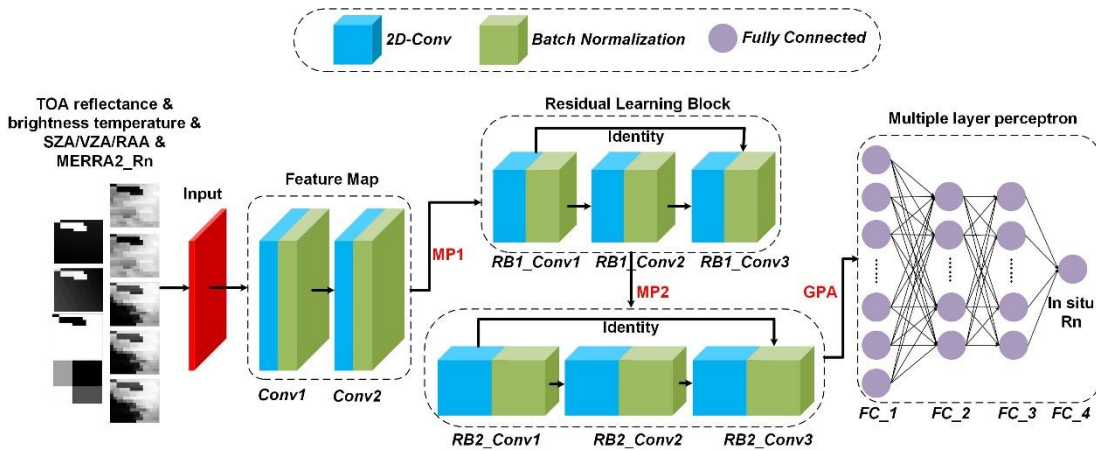 2D-Conv
Batch Normalization
Fully Connected
TOA reflectance &
brightness temperature &
SZA/VZA/RAA &
MERRA2_Rn
Input
Feature Map
Conv1
Conv2
MP1
Residual Learning Block
Identity
RB1_Conv1
RB1_Conv2
RB1_Conv3
MP2
Identity
RB2_Conv1
RB2_Conv2
RB2_Conv3
GPA
Multiple layer perceptron
In situ
Rn
FC_1
FC_2
FC_3
FC_4